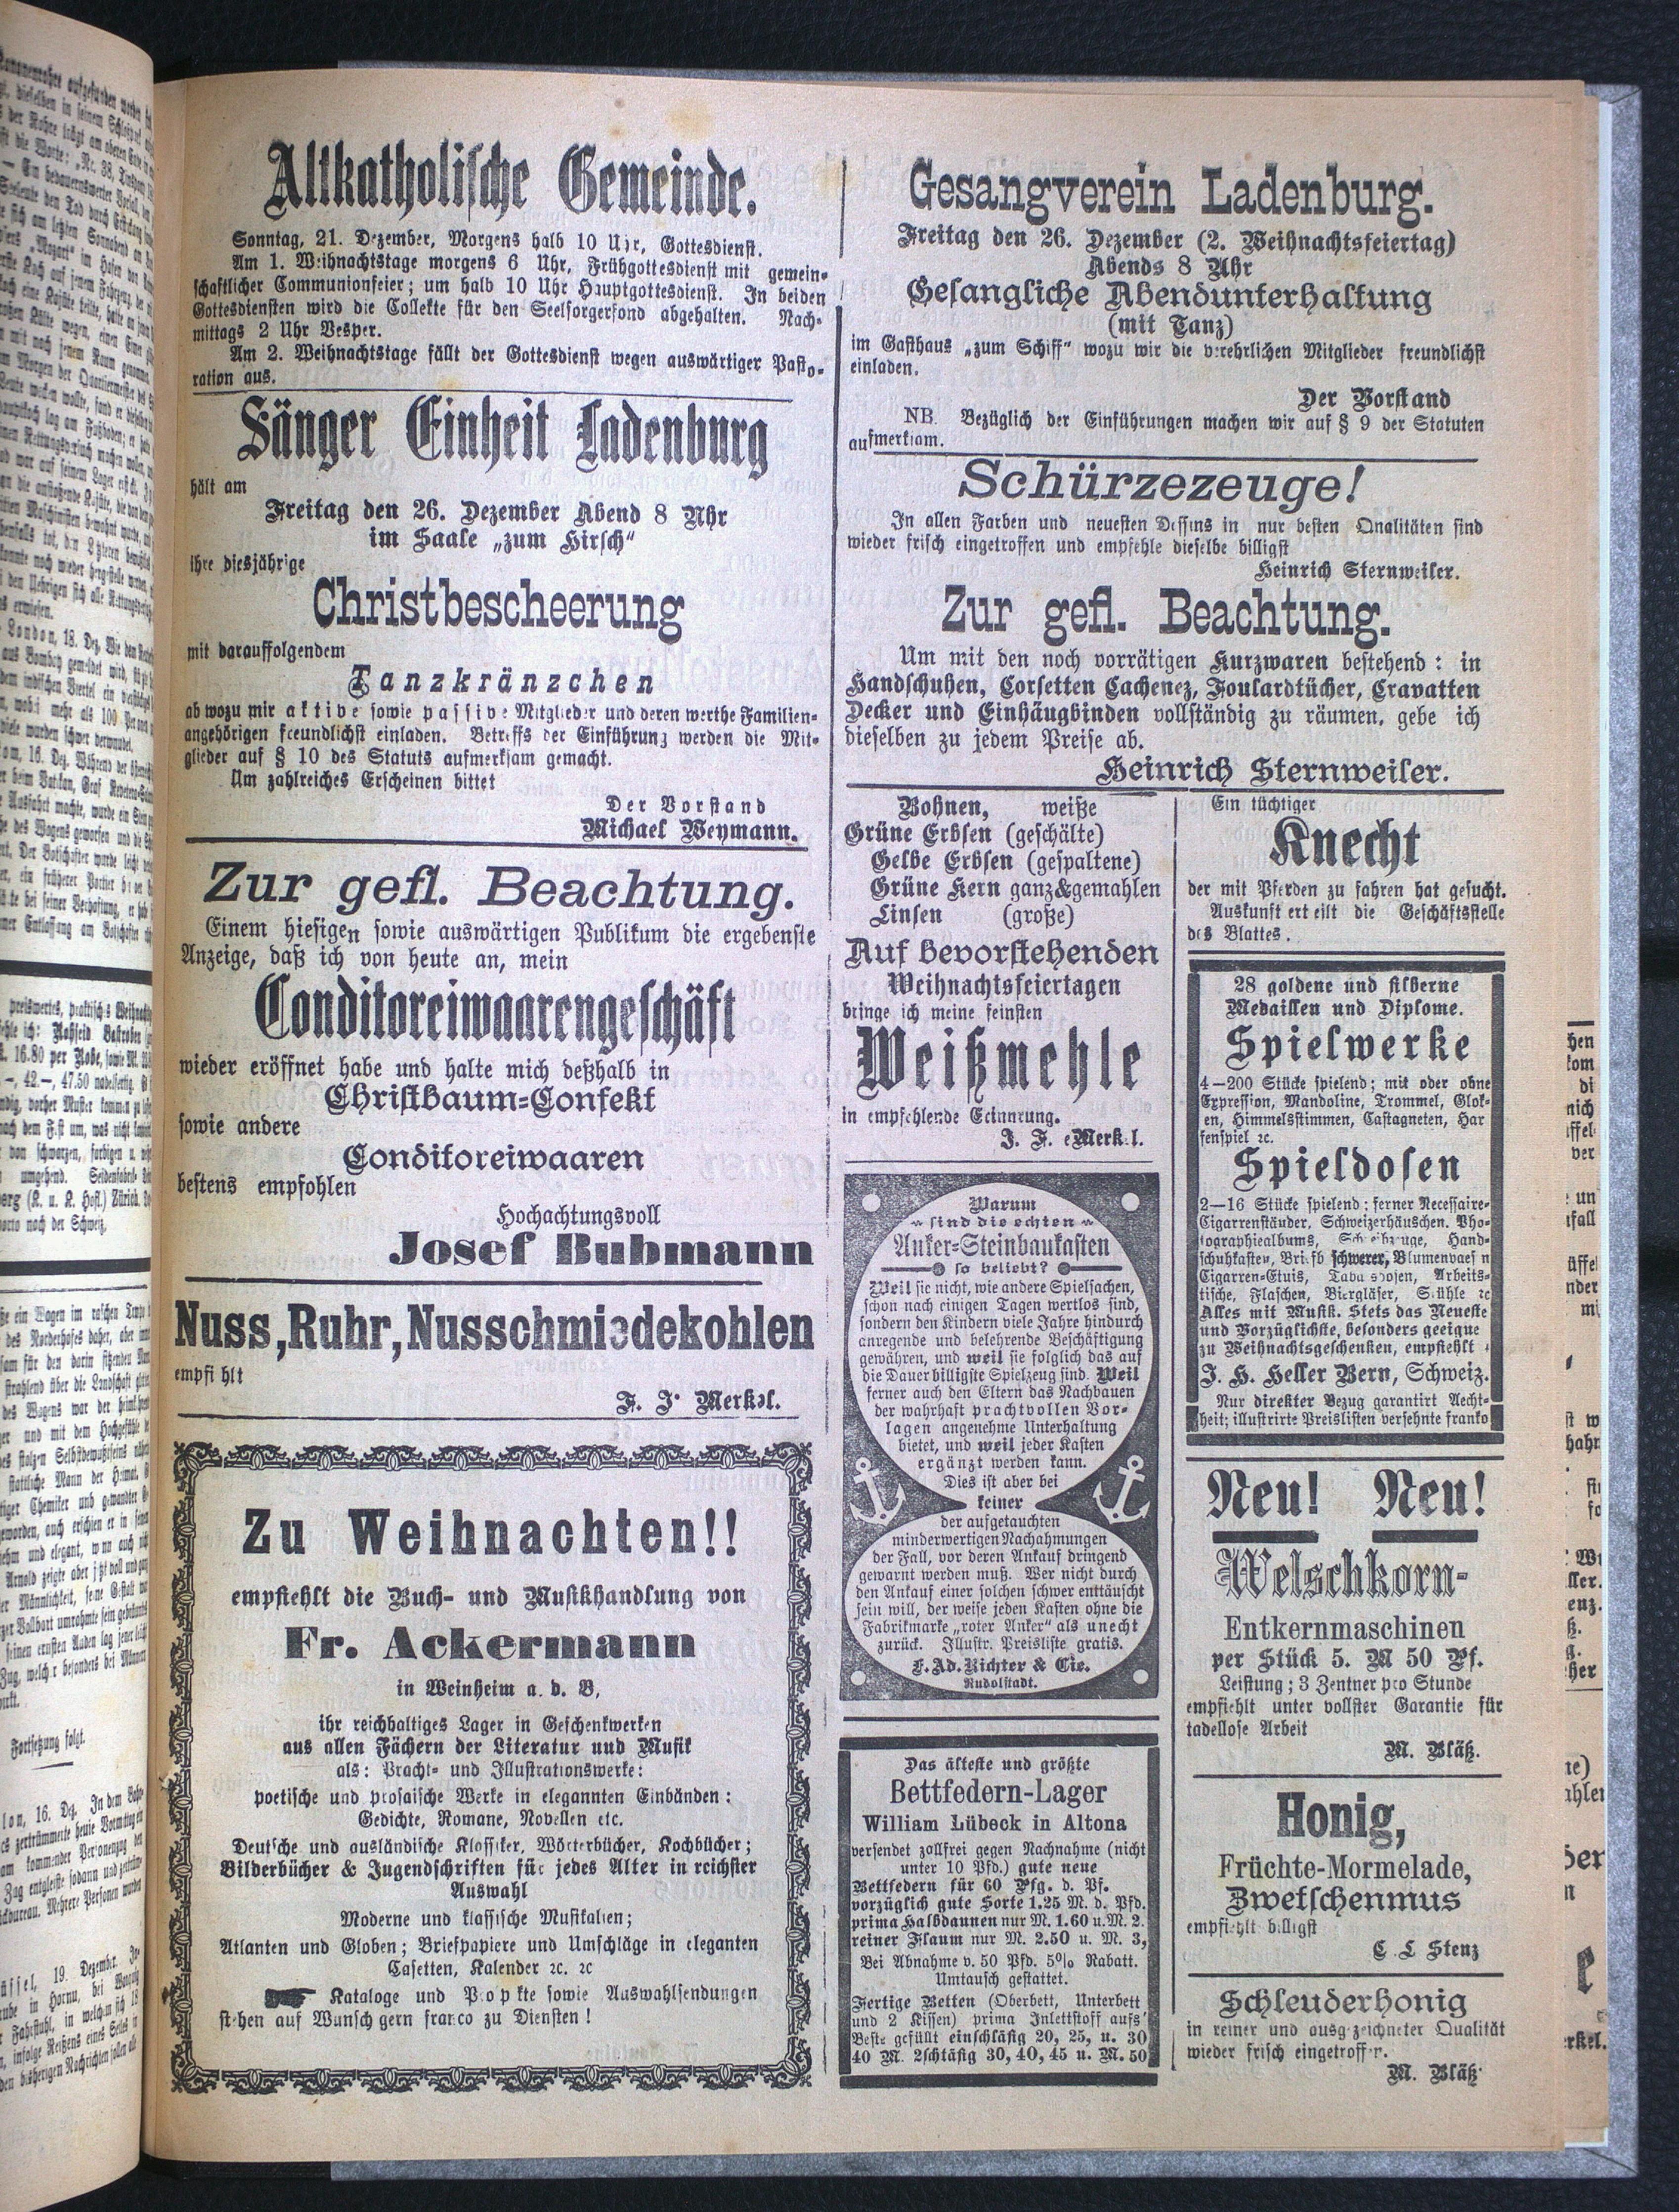 Altkatholische Gemeinde.
Sonntag, 21. Dezember, Morgens halb 10 Uhr, Gottesdienst.
Am 1. Weihnachtstage morgens 6 Uhr, Frühgottesdienst mit gemein-
schaftlicher Communionfeier; um halb 10 Uhr Hauptgottesdienst. In beiden
Gottesdiensten wird die Collekte für den Seelsorgerfond abgehalten. Nach-
mittags 2 Uhr Vesper.
Am 2. Weihnachtstage fällt der Gottesdienst wegen auswärtiger Pasto-
ration aus.
Sänger Einheit Ladenburg
hält am
Freitag den 26. Dezember Abend 8 Uhr
im Saale „zum Hirsch“
ihre diesjährige
Christbescheerung
mit darauffolgendem
Tanzkränzchen
ab wozu mir aktive sowie passive Mitglieder und deren werthe Familien-
angehörigen freundlichst einladen. Betreffs der Einführung werden die Mit-
glieder auf § 10 des Statuts aufmerksam gemacht.
Um zahlreiches Erscheinen bittet
Der Vorstand
Michael Weymann.
Zur gefl. Beachtung.
Einem hiesigen sowie auswärtigen Publikum die ergebenste
Anzeige, daß ich von heute an, mein
Conditoreiwaarengeschäft
wieder eröffnet habe und halte mich deßhalb in
Christbaum-Confekt
sowie andere
Conditoreiwaaren
bestens empfohlen
Hochachtungsvoll
Josef Bubmann
Nuss, Ruhr, Nusschmiedekohlen
empfiehlt
F. J. Merkel.
Zu Weihnachten!!
empfiehlt die Buch- und Musikhandlung von
Fr. Ackermann
in Weinheim a. d. B,
ihr reichhaltiges Lager in Geschenkwerken
aus allen Fächern der Literatur und Musik
als: Pracht- und Illustrationswerke:
poetische und prosaische Werke in elegannten Einbänden:
Gedichte, Romane, Novellen etc.
Deutsche und ausländische Klassiker, Wörterbücher, Kochbücher;
Bilderbücher & Jugendschriften für jedes Alter in reichster
Auswahl
Moderne und klassische Musikalien;
Atlanten und Globen; Briefpapiere und Umschläge in eleganten
Casetten, Kalender ꝛc. ꝛc
Kataloge und Prospekte sowie Auswahlsendungen
stehen auf Wunsch gern franco zu Diensten!
Gesangverein Ladenburg.
Freitag den 26. Dezember (2. Weihnachtsfeiertag)
Abends 8 Uhr
Gesangliche Abendunterhaltung
(mit Tanz)
im Gasthaus „zum Schiff“ wozu wir die verehrlichen Mitglieder freundlichst
einladen.
Der Vorstand
NB. Bezüglich der Einführungen machen wir auf § 9 der Statuten
aufmerksam.
Schürzezeuge!
In allen Farben und neuesten Dessins in nur besten Qualitäten sind
wieder frisch eingetroffen und empfehle dieselbe billigst
Heinrich Sternweiler.
Zur gefl. Beachtung.
Um mit den noch vorrätigen Kurzwaren bestehend: in
Handschuhen, Corsetten Cachenez, Foulardtücher, Cravatten
Decker und Einhäugbinden vollständig zu räumen, gebe ich
dieselben zu jedem Preise ab.
Heinrich Sternweiler.
Bohnen, weiße
Grüne Erbsen (geschälte)
Gelbe Erbsen (gespaltene)
Grüne Kern ganz & gemahlen
Linsen (große)
Auf bevorstehenden
Weihnachtsfeiertagen
bringe ich meine feinsten
Weißmehle
in empfehlende Erinnerung.
J. F. Merkel.
Warum
sind die echten
Anker-Steinbaukasten
so beliebt?
Weil sie nicht, wie andere Spielsachen,
schon nach einigen Tagen wertlos sind,
sondern den Kindern viele Jahre hindurch
anregende und belehrende Beschäftigung
gewähren, und weil sie folglich das auf
die Dauer billigste Spielzeug sind. Weil
ferner auch den Eltern das Nachbauen
der wahrhaft prachtvollen Vor-
lagen angenehme Unterhaltung
bietet, und weil jeder Kasten
ergänzt werden kann.
Dies ist aber bei
keiner
der aufgetauchten
minderwertigen Nachahmungen
der Fall, vor deren Ankauf dringend
gewarnt werden muß. Wer nicht durch
den Ankauf einer solchen schwer enttäuscht
sein will, der weise jeden Kasten ohne die
Fabrikmarke „roter Anker“ als unecht
zurück. Illustr. Preisliste gratis.
F. Ad. Richter & Cie.
Rudolstadt.
Das älteste und größte
Bettfedern-Lager
William Lübeck in Altona
versendet zollfrei gegen Nachnahme (nicht
unter 10 Pfd.) gute neue
Bettfedern für 60 Pfg. d. Pf.
vorzüglich gute Sorte 1.25 M. d. Pfd.
prima Halbdaunen nur M. 1.60 u. M. 2.
reiner Flaum nur M. 2.50 u. M. 3,
Bei Abnahme v. 50 Pfd. 5% Rabatt.
Umtausch gestattet.
Fertige Betten (Oberbett, Unterbett
und 2 Kissen) prima Inlettstoff aufs
Beste gefüllt einschläfig 20, 25, u. 30
40 M. 2schläfig 30, 40, 45 u. M. 50
Ein tüchtiger
Knecht
der mit Pferden zu fahren hat gesucht.
Auskunft erteilt die Geschäftsstelle
des Blattes.
28 goldene und silberne
Medaillen und Diplome.
Spielwerke
4—200 Stücke spielend; mit oder ohne
Expression, Mandoline, Trommel, Glok-
en, Himmelsstimmen, Castagneten, Har
fenspiel ꝛc.
Spieldosen
2—16 Stücke spielend; ferner Necessaire-
Cigarrenständer, Schweizerhäuschen, Pho-
tographiealbums, Schreibzeuge, Hand-
schuhkasten, Briefb schwerer, Blumenvasen
Cigarren-Etuis, Tabaksdosen, Arbeits-
tische, Flaschen, Biergläser, Stühle ꝛc
Alles mit Musik. Stets das Neueste
und Vorzüglichste, besonders geeigne
zu Weihnachtsgeschenken, empfiehlt
J. H. Heller Bern, Schweiz.
Nur direkter Bezug garantirt Aecht-
heit; illustrirte Preislisten versehnte franko
Neu! Neu!
Welschkorn-
Entkernmaschinen
per Stück 5. M 50 Pf.
Leistung; 3 Zentner pro Stunde
empfiehlt unter vollster Garantie für
tadellose Arbeit
M. Bläß.
Honig,
Früchte-Mormelade,
Zwetschenmus
empfiehlt billigst
C. L Stenz
Schleuderhonig
in reiner und ausgezeichneter Qualität
wieder frisch eingetroffen.
M. Bläß